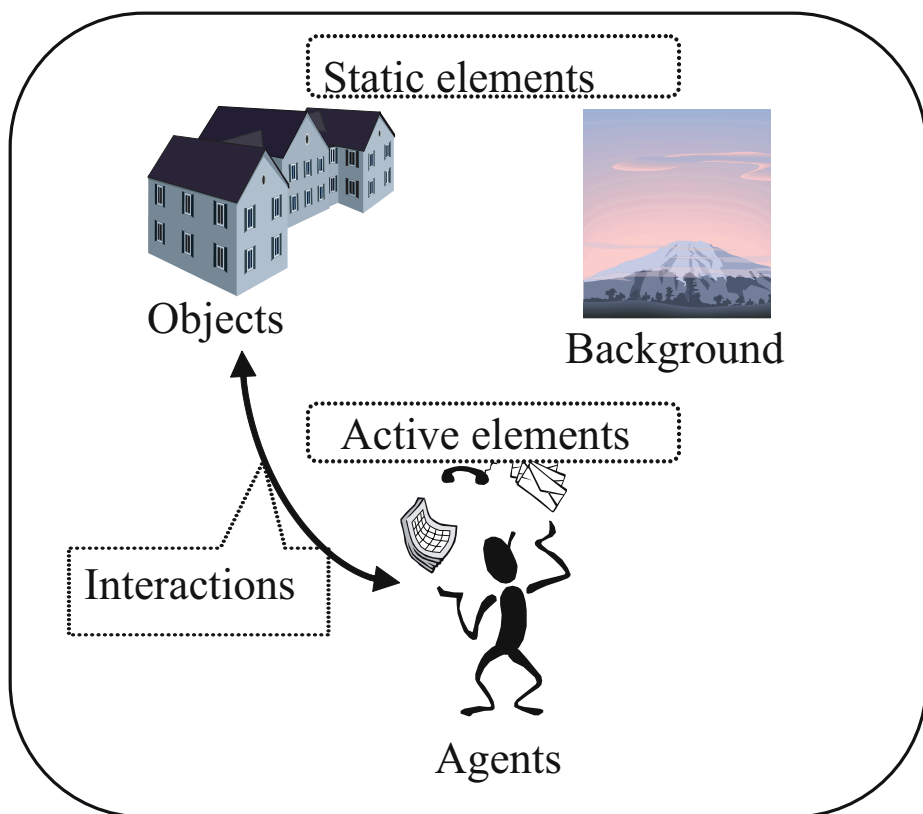 Static elements
Objects
Background
Active elements
Interactions
Agents